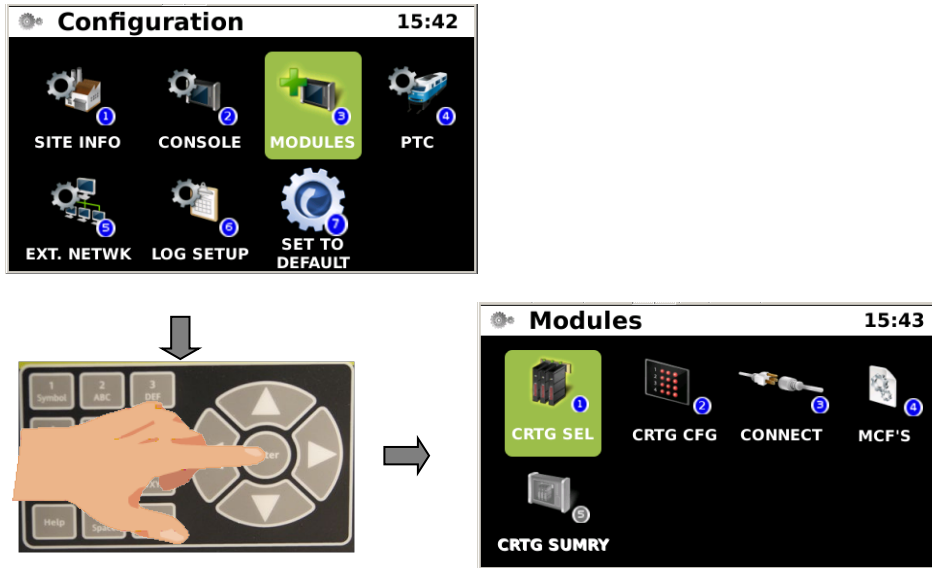 Configuration 15:42
1 2 3 4
SITE INFO CONSOLE MODULES PTC
5 6 7
EXT. NETWK LOG SETUP SET TO
DEFAULT
Modules 15:43
1 2 3 4
CRTG SEL CRTG CFG CONNECT MCF'S
5
CRTG SUMRY
1 2 3
Symbol ABC DEF
Help